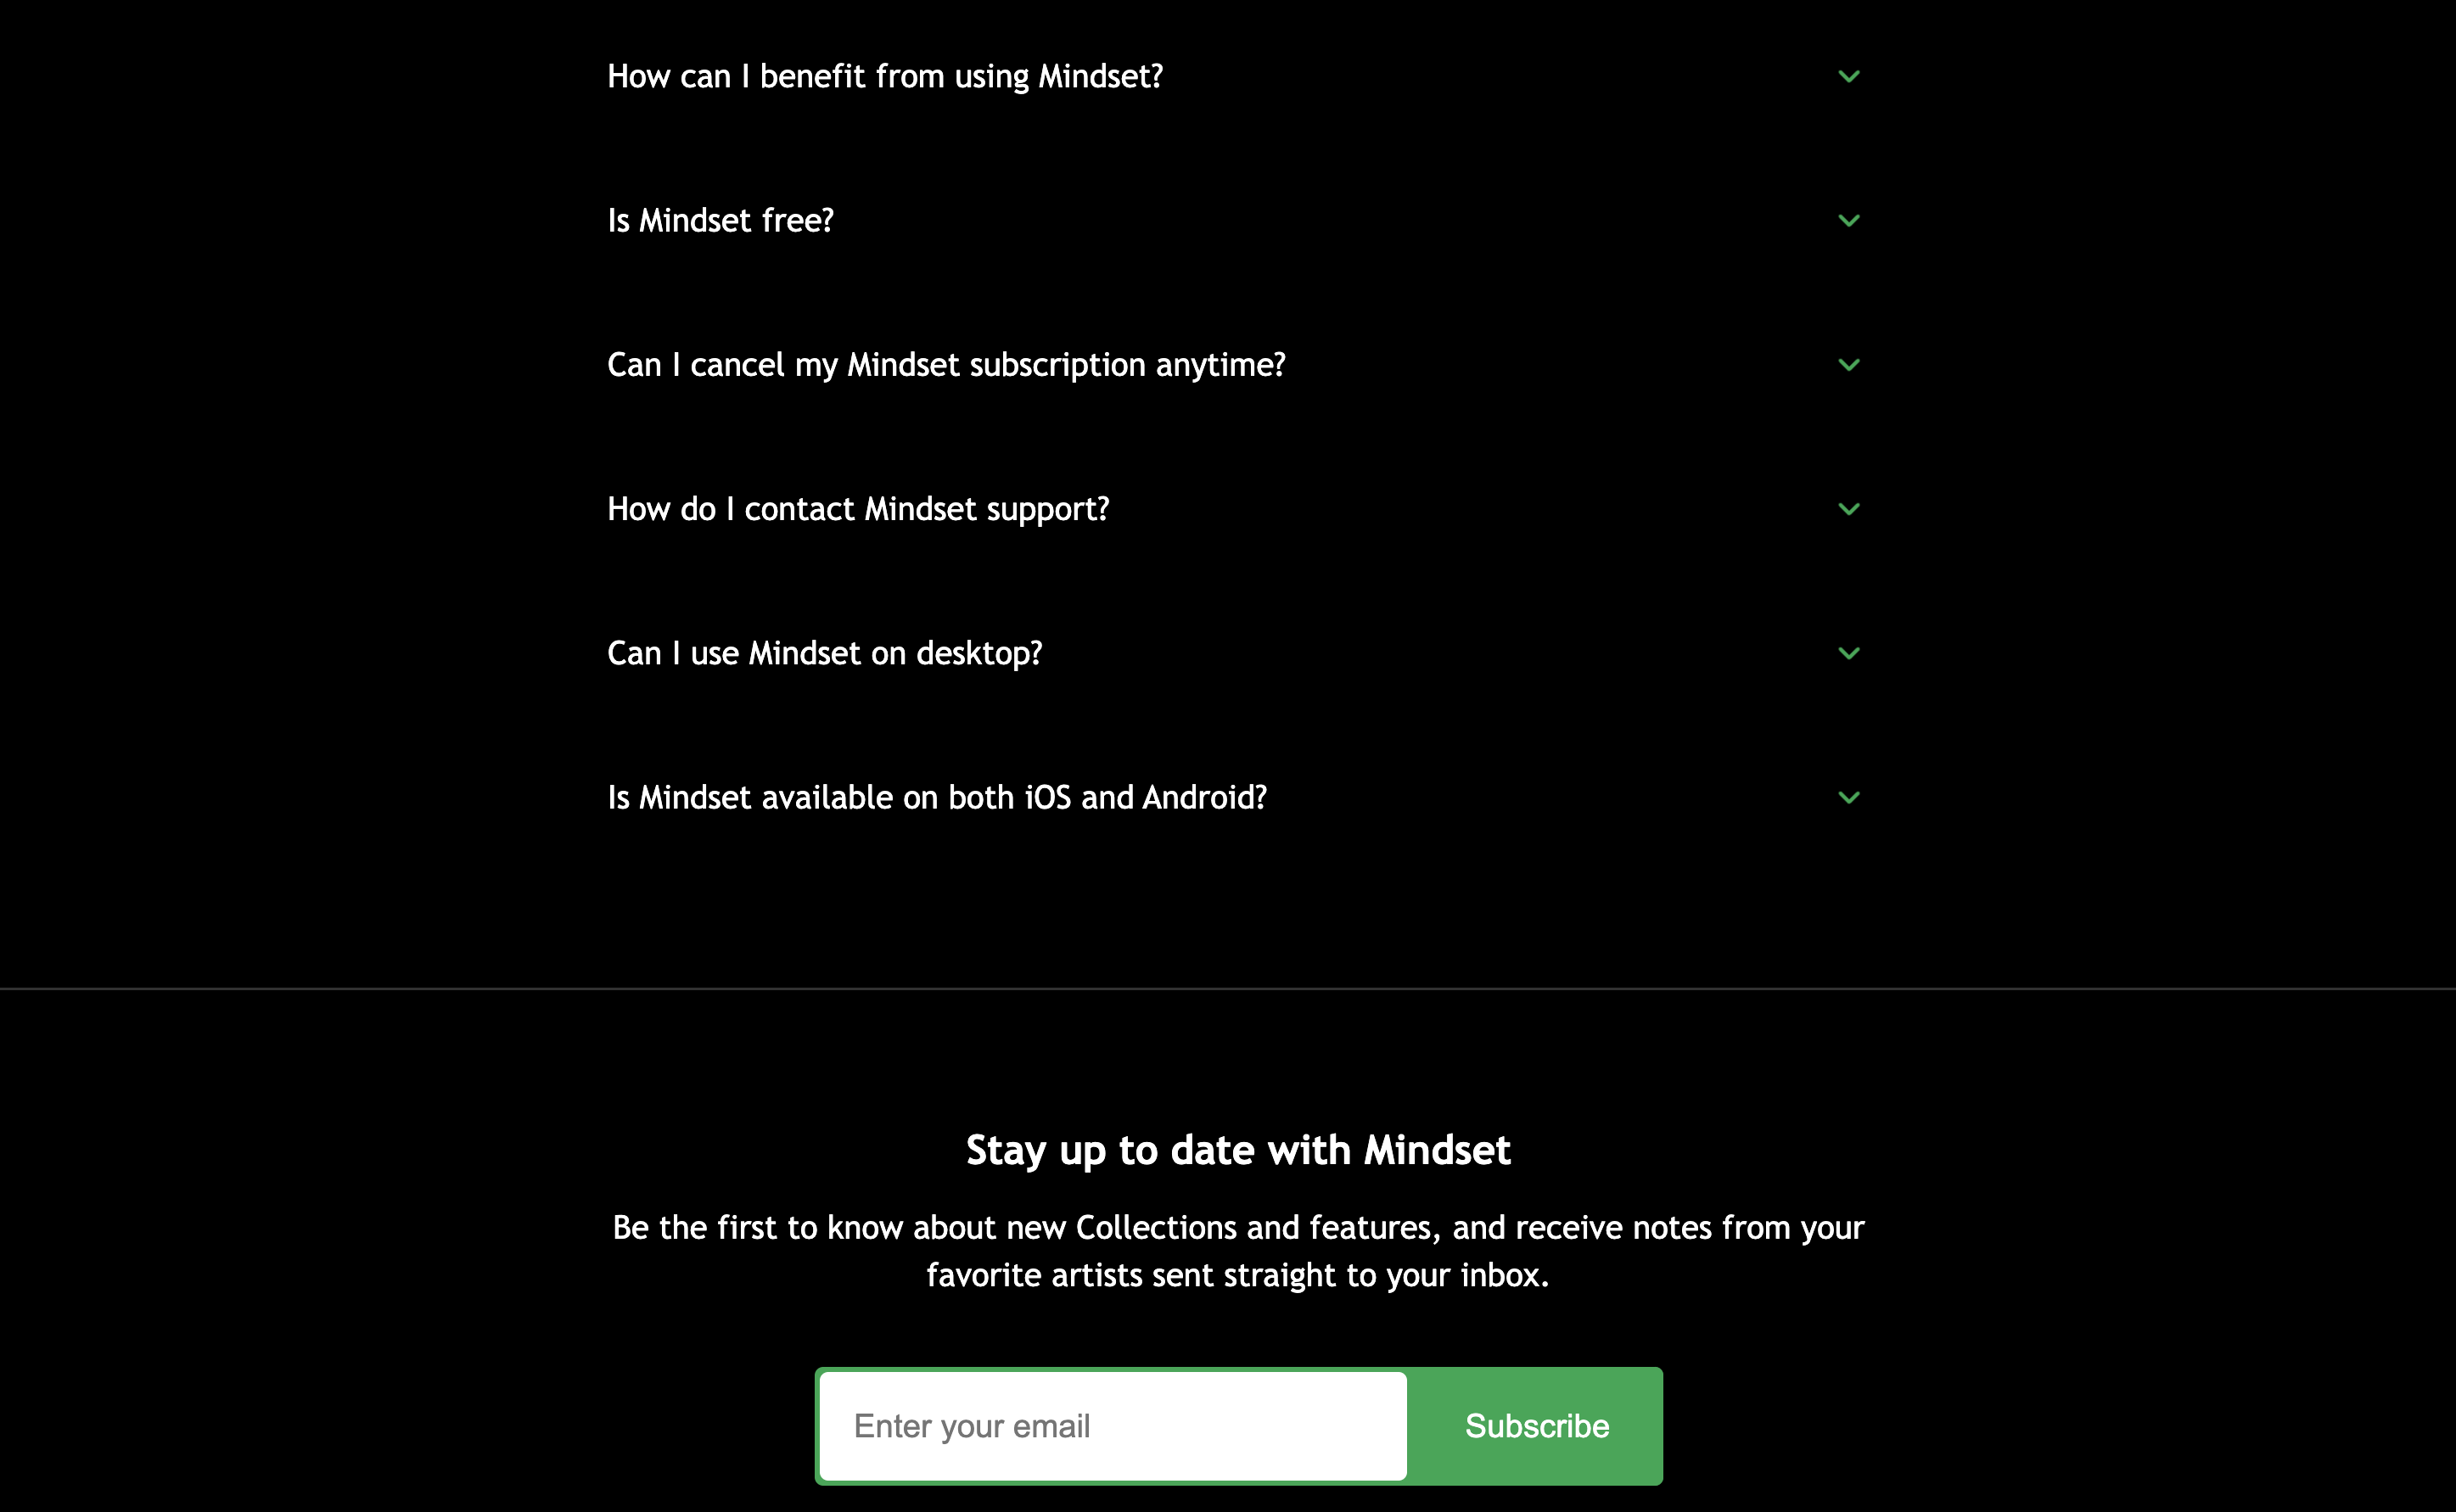 How can I benefit from using Mindset?
Is Mindset free?
Can I cancel my Mindset subscription anytime?
How do I contact Mindset support?
Can I use Mindset on desktop?
Is Mindset available on both iOS and Android?
Stay up to date with Mindset
Be the first to know about new Collections and features, and receive notes from your
favorite artists sent straight to your inbox.
Enter your email
Subscribe